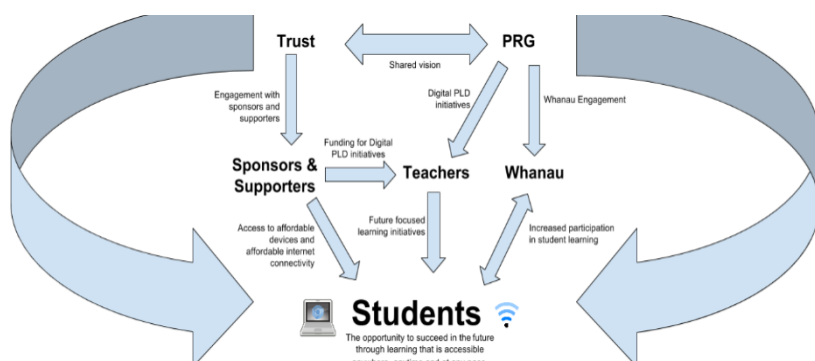 Trust
PRG
Shared vision
Engagement with
sponsors and
supporters
Digital PLD
initiatives
Whanau Engagement
Funding for Digital
PLD initiatives
Sponsors &
Supporters
Teachers
Whanau
Access to affordable
devices and
affordable internet
connectivity
Future focused
learning initiatives
Increased participation
in student learning
Students
The opportunity to succeed in the future
through learning that is accessible